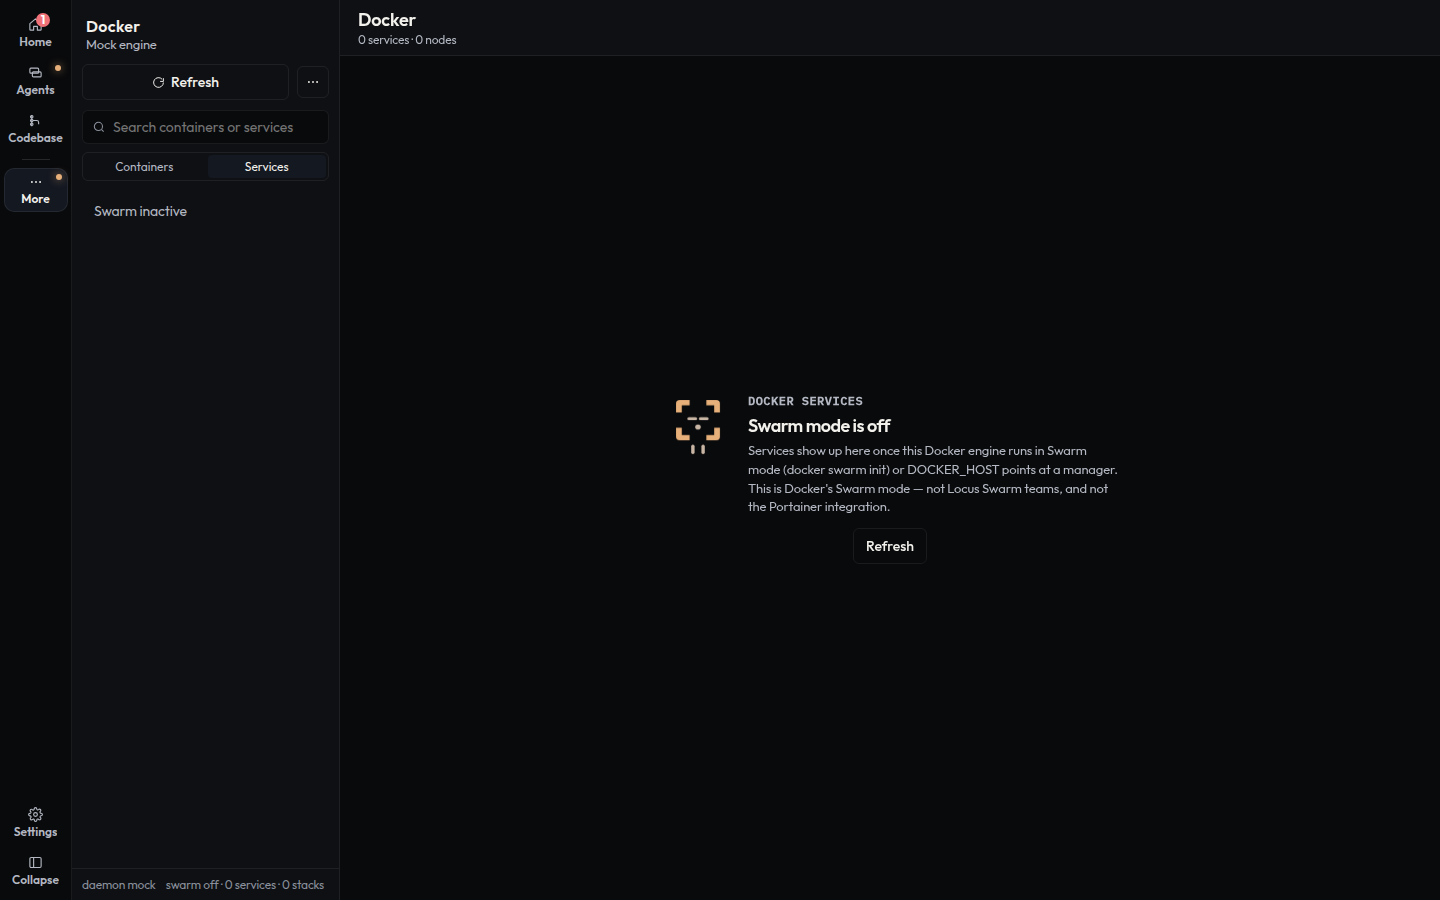 1
Home
Agents
Codebase
More
Settings
Collapse
Docker
Mock engine
Refresh
Search containers or services
Containers
Services
Swarm inactive
daemon mock
swarm off · 0 services · 0 stacks
Docker
0 services · 0 nodes
DOCKER SERVICES
Swarm mode is off
Services show up here once this Docker engine runs in Swarm
mode (docker swarm init) or DOCKER_HOST points at a manager.
This is Docker's Swarm mode — not Locus Swarm teams, and not
the Portainer integration.
Refresh